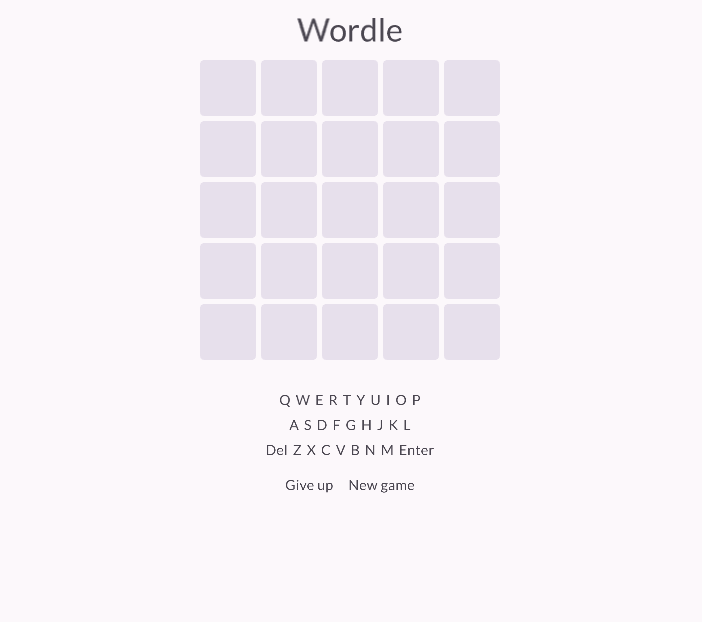 Wordle
Q W E R T Y U I O P
A S D F G H J K L
Del Z X C V B N M Enter
Give up New game